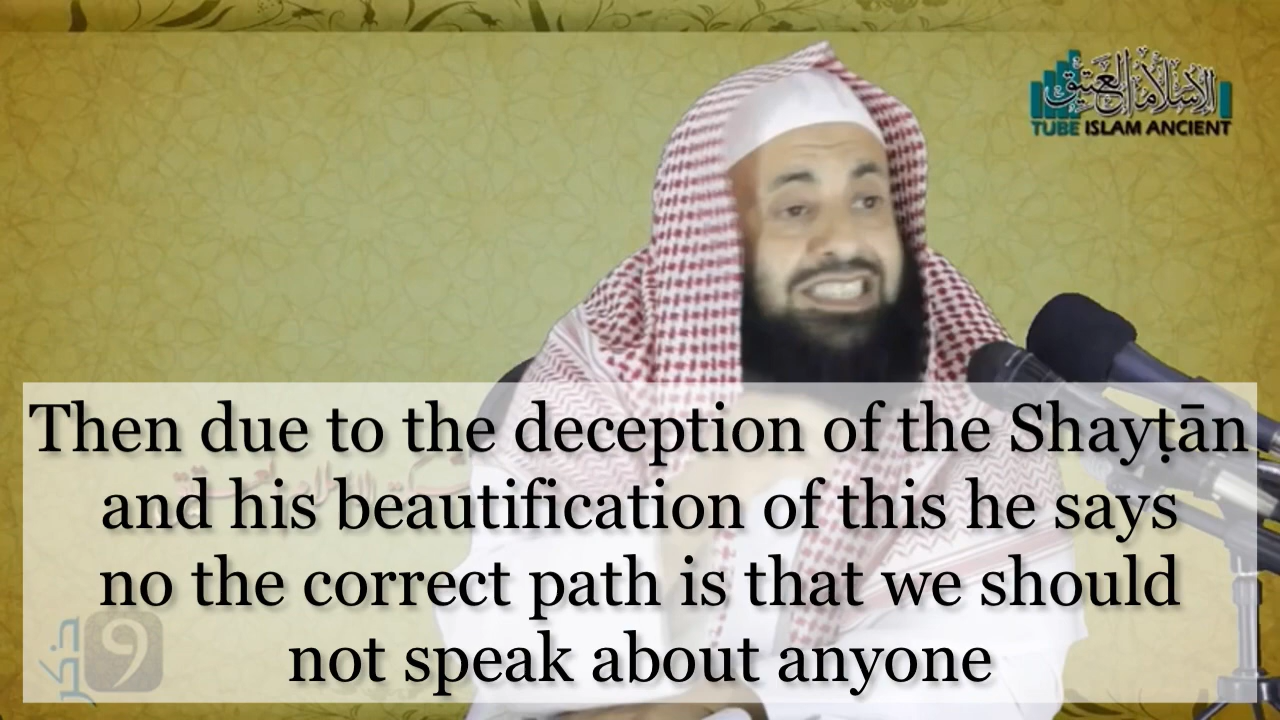 الإسلام العتيق
TUBE ISLAM ANCIENT
Then due to the deception of the Shayṭān
and his beautification of this he says
no the correct path is that we should
not speak about anyone